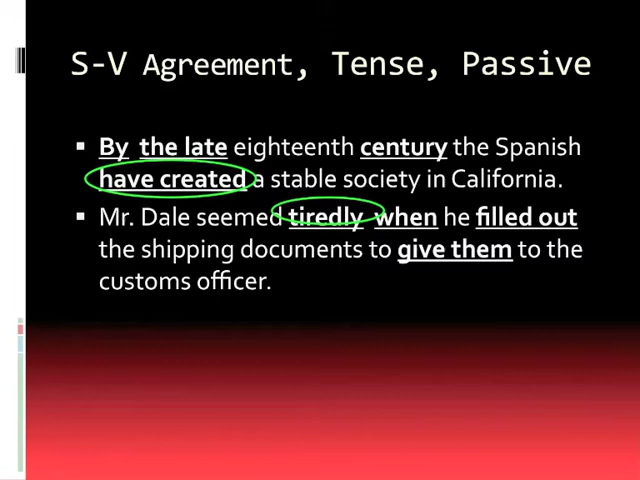 S-V Agreement, Tense, Passive
▪ By the late eighteenth century the Spanish
have created a stable society in California.
▪ Mr. Dale seemed tiredly when he filled out
the shipping documents to give them to the
customs officer.